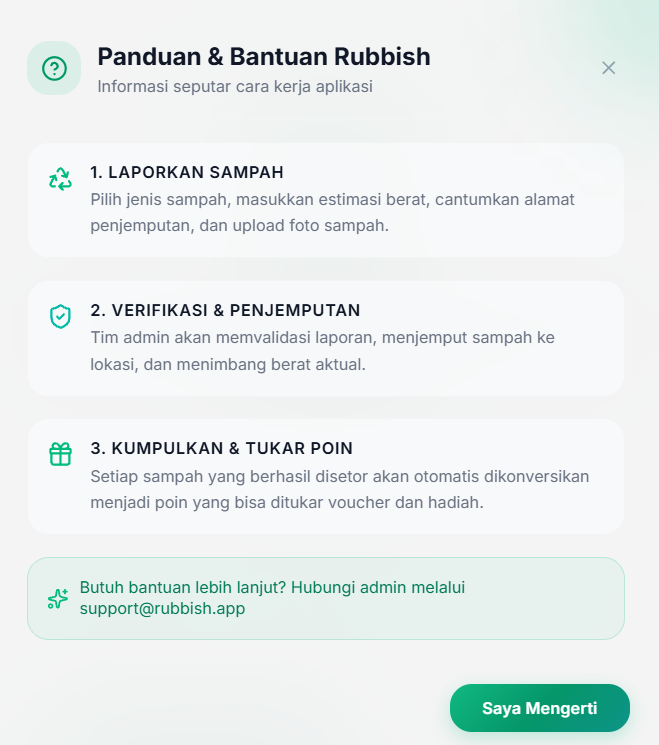 Panduan & Bantuan Rubbish
Informasi seputar cara kerja aplikasi
1. LAPORKAN SAMPAH
Pilih jenis sampah, masukkan estimasi berat, cantumkan alamat
penjemputan, dan upload foto sampah.
2. VERIFIKASI & PENJEMPUTAN
Tim admin akan memvalidasi laporan, menjemput sampah ke
lokasi, dan menimbang berat aktual.
3. KUMPULKAN & TUKAR POIN
Setiap sampah yang berhasil disetor akan otomatis dikonversikan
menjadi poin yang bisa ditukar voucher dan hadiah.
Butuh bantuan lebih lanjut? Hubungi admin melalui
support@rubbish.app
Saya Mengerti